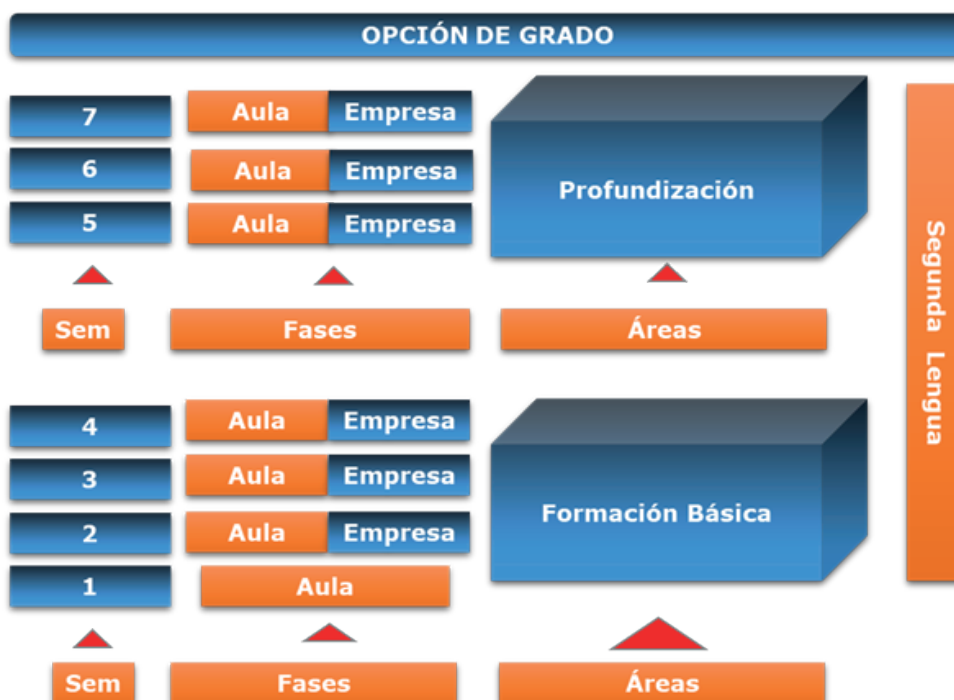 OPCIÓN DE GRADO
7 Aula Empresa
6 Aula Empresa
5 Aula Empresa
Profundización
Sem Fases Áreas
4 Aula Empresa
3 Aula Empresa
2 Aula Empresa
1 Aula
Formación Básica
Sem Fases Áreas
Segunda Lengua